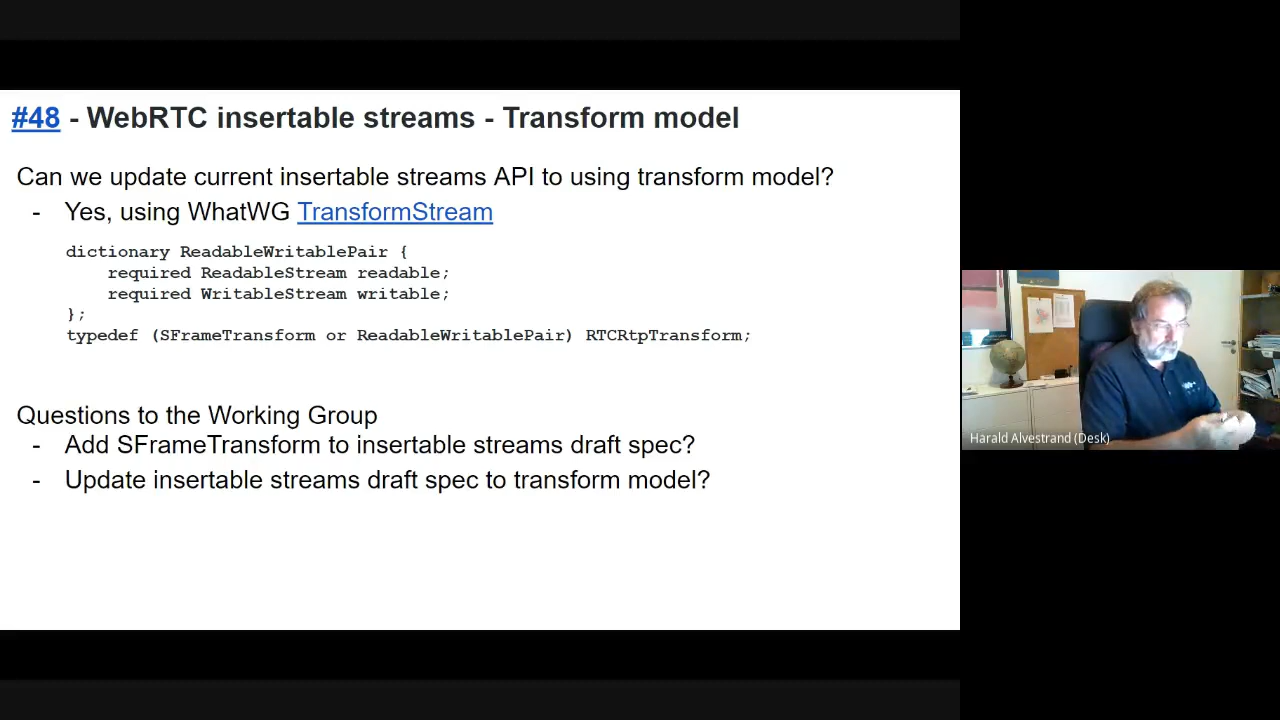 #48 - WebRTC insertable streams - Transform model
Can we update current insertable streams API to using transform model?
- Yes, using WhatWG TransformStream
dictionary ReadableWritablePair {
required ReadableStream readable;
required WritableStream writable;
};
typedef (SFrameTransform or ReadableWritablePair) RTCRtpTransform;
Questions to the Working Group
- Add SFrameTransform to insertable streams draft spec?
- Update insertable streams draft spec to transform model?
Harald Alvestrand (Desk)